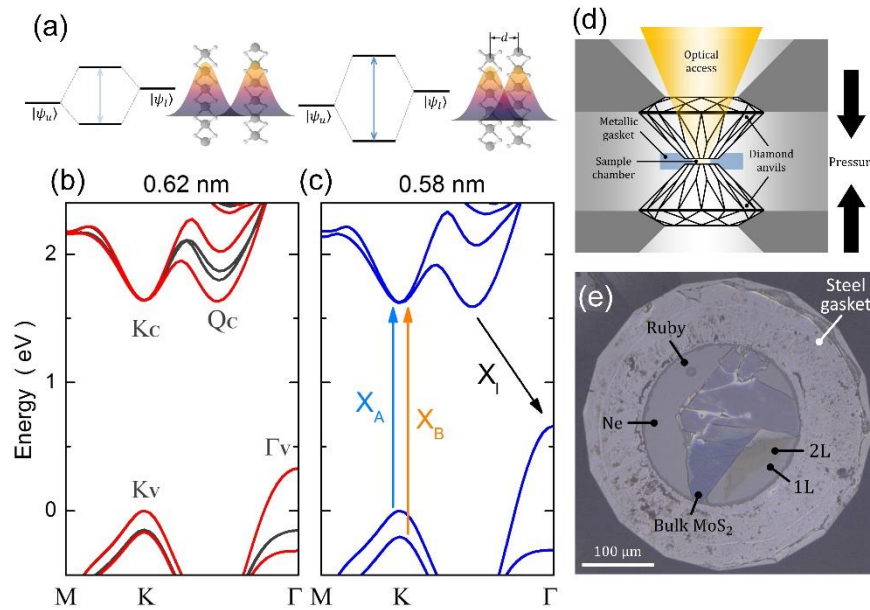 (a)
d
|ψu⟩
|ψl⟩
|ψu⟩
|ψl⟩
(b)
0.62 nm
(c)
0.58 nm
Energy (eV)
2
1
0
Kc
Qc
Kv
Γv
M
K
Γ
XA
XB
XI
M
K
Γ
(d)
Optical
access
Metallic
gasket
Sample
chamber
Diamond
anvils
Pressur
(e)
Steel
gasket
Ruby
Ne
2L
1L
Bulk MoS2
100 μm